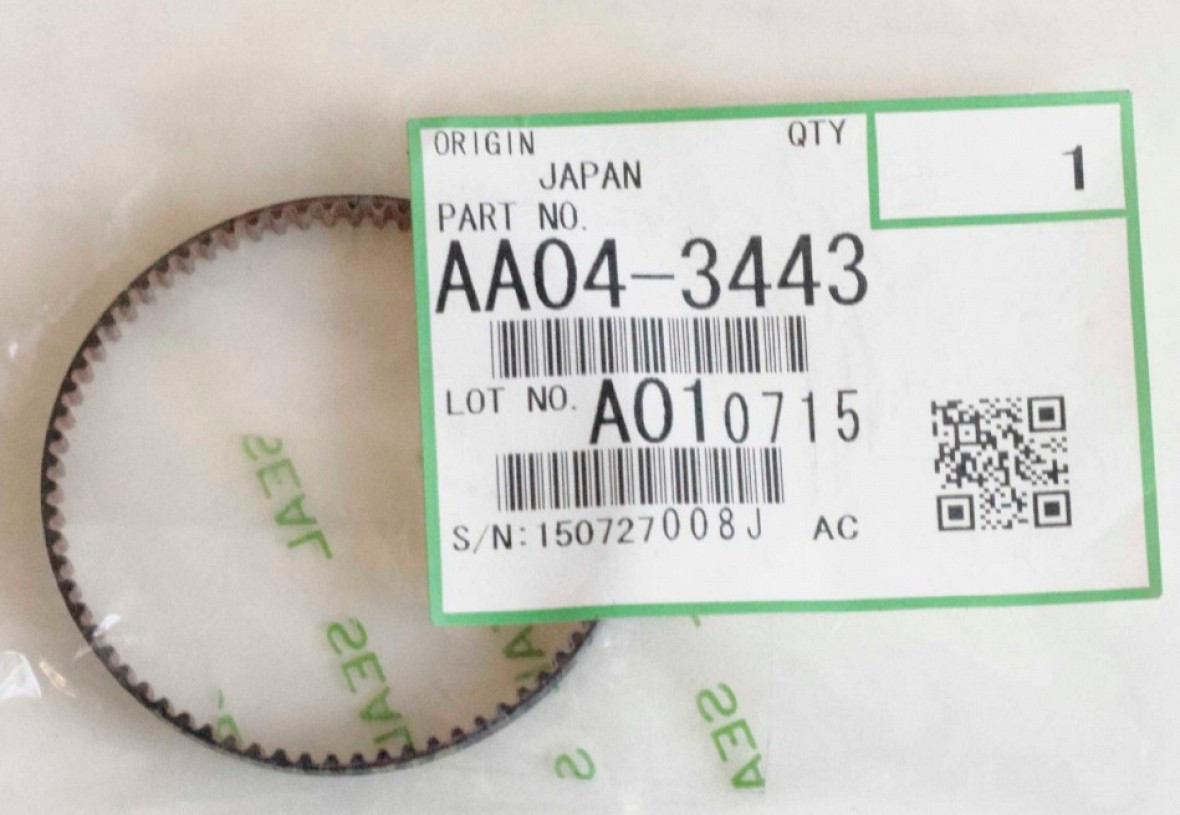 ORIGIN QTY 1
JAPAN
PART NO.
AA04-3443
LOT NO. A010715
S/N:150727008J AC